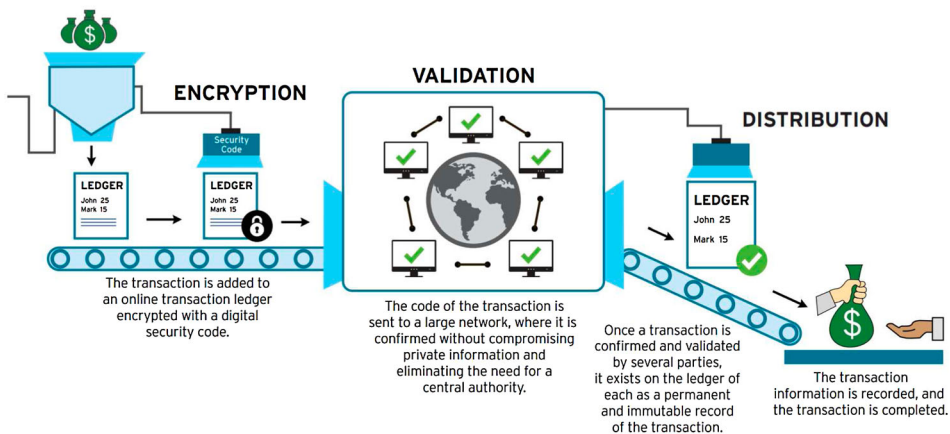 $
ENCRYPTION
Security
Code
LEDGER
John 25
Mark 15
LEDGER
John 25
Mark 15
The transaction is added to
an online transaction ledger
encrypted with a digital
security code.
VALIDATION
The code of the transaction is
sent to a large network, where it is
confirmed without compromising
private information and
eliminating the need for a
central authority.
DISTRIBUTION
LEDGER
John 25
Mark 15
Once a transaction is
confirmed and validated
by several parties,
it exists on the ledger of
each as a permanent
and immutable record
of the transaction.
$
The transaction
information is recorded, and
the transaction is completed.